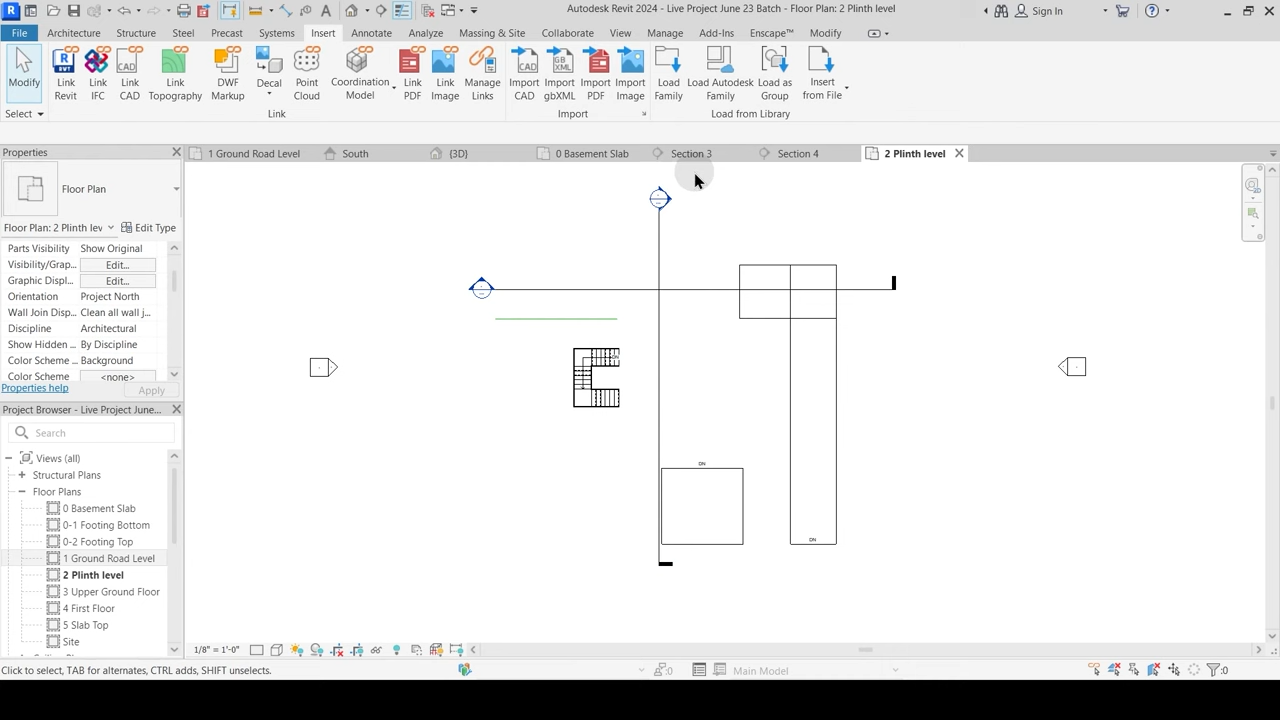 Autodesk Revit 2024 - Live Project June 23 Batch - Floor Plan: 2 Plinth level
Sign In
File Architecture Structure Steel Precast Systems Insert Annotate Analyze Massing & Site Collaborate View Manage Add-Ins Enscape™ Modify
Modify
Link Revit
Link IFC
Link CAD
Link Topography
DWF Markup
Decal
Point Cloud
Coordination Model
Link PDF
Link Image
Manage Links
Import CAD
Import gbXML
Import PDF
Import Image
Load Family
Load Autodesk Family
Load as Group
Insert from File
Select
Link
Import
Load from Library
Properties
1 Ground Road Level
South
{3D}
0 Basement Slab
Section 3
Section 4
2 Plinth level
Floor Plan
Floor Plan: 2 Plinth lev
Edit Type
Parts Visibility Show Original
Visibility/Grap... Edit...
Graphic Displ... Edit...
Orientation Project North
Wall Join Disp... Clean all wall j...
Discipline Architectural
Show Hidden ... By Discipline
Color Scheme ... Background
Color Scheme <none>
Properties help
Apply
Project Browser - Live Project June...
Search
Views (all)
Structural Plans
Floor Plans
0 Basement Slab
0-1 Footing Bottom
0-2 Footing Top
1 Ground Road Level
2 Plinth level
3 Upper Ground Floor
4 First Floor
5 Slab Top
Site
DN
DN
DN
1/8" = 1'-0"
Click to select, TAB for alternates, CTRL adds, SHIFT unselects.
:0
Main Model
:0